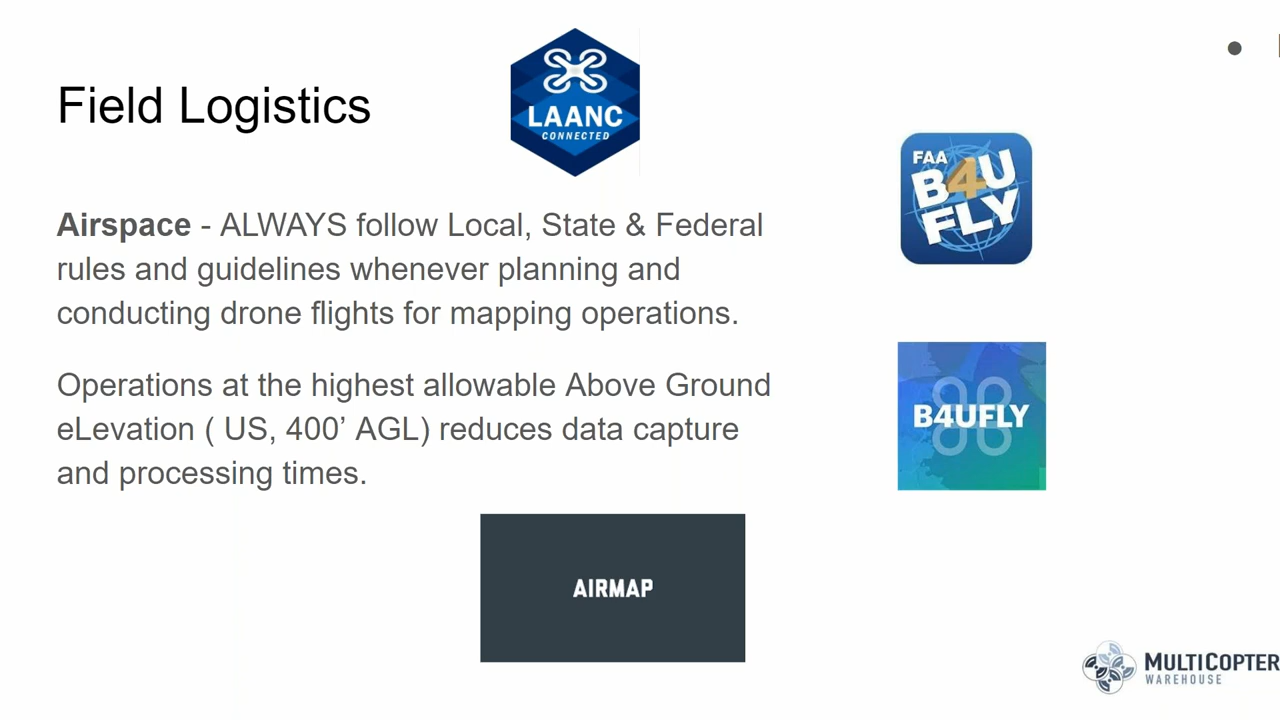 Field Logistics
LAANC
CONNECTED
FAA
B4U
FLY
Airspace - ALWAYS follow Local, State & Federal
rules and guidelines whenever planning and
conducting drone flights for mapping operations.
Operations at the highest allowable Above Ground
eLevation ( US, 400’ AGL) reduces data capture
and processing times.
B4UFLY
AIRMAP
MULTICOPTER
WAREHOUSE